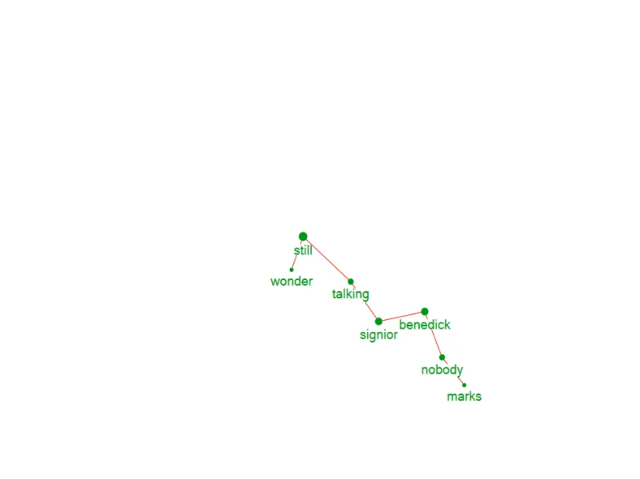 still
wonder
talking
signior
benedick
nobody
marks